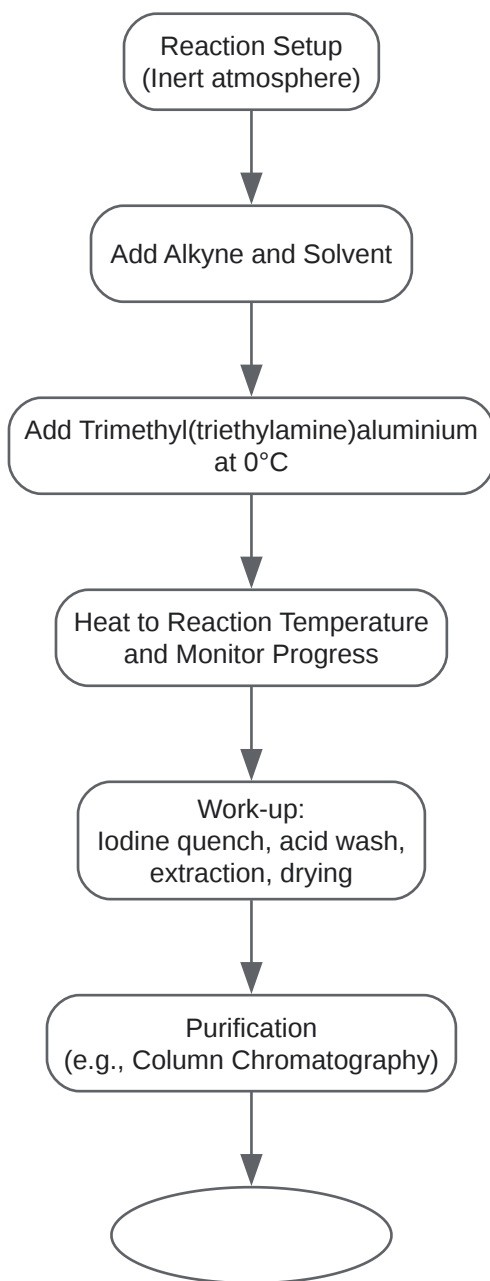 Reaction Setup
(Inert atmosphere)
Add Alkyne and Solvent
Add Trimethyl(triethylamine)aluminium
at 0°C
Heat to Reaction Temperature
and Monitor Progress
Work-up:
Iodine quench, acid wash,
extraction, drying
Purification
(e.g., Column Chromatography)